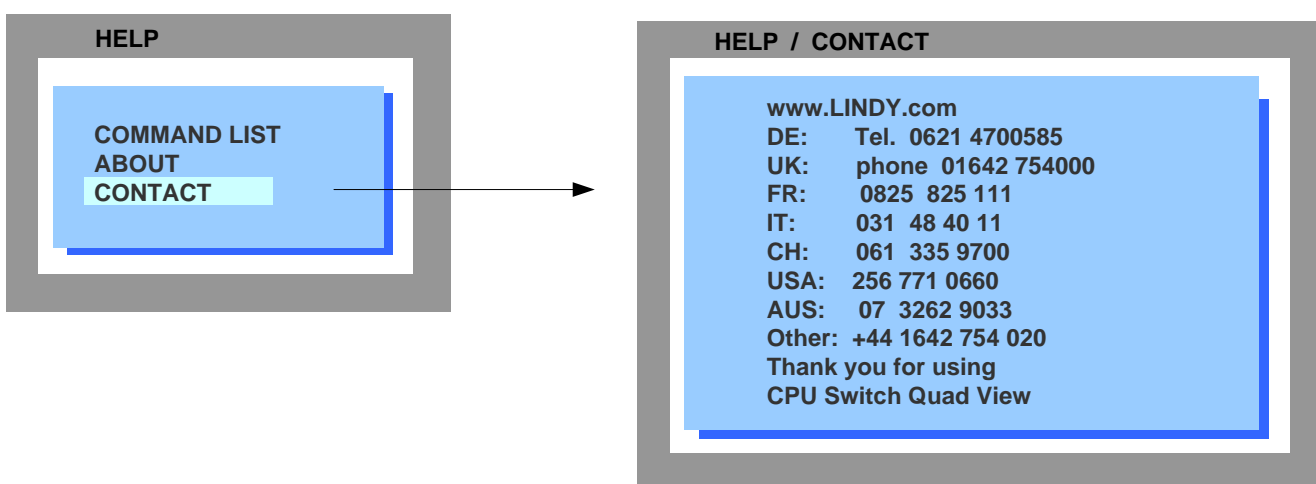 HELP
COMMAND LIST
ABOUT
CONTACT
HELP / CONTACT
www.LINDY.com
DE: Tel. 0621 4700585
UK: phone 01642 754000
FR: 0825 825 111
IT: 031 48 40 11
CH: 061 335 9700
USA: 256 771 0660
AUS: 07 3262 9033
Other: +44 1642 754 020
Thank you for using
CPU Switch Quad View